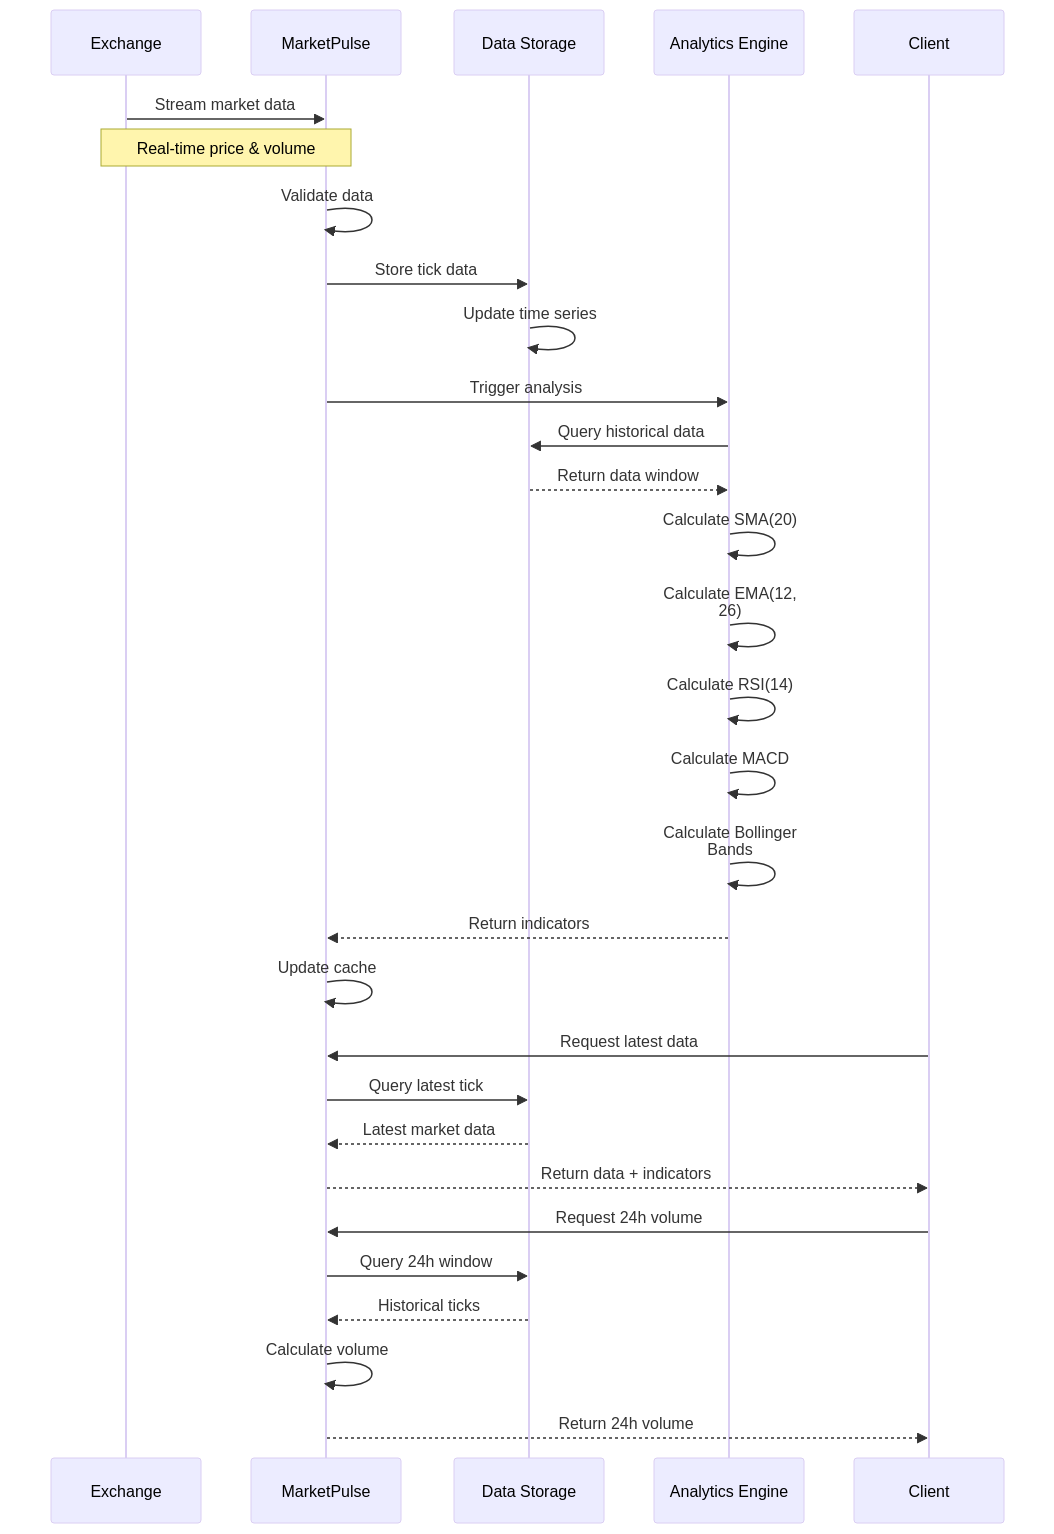 Exchange
MarketPulse
Data Storage
Analytics Engine
Client
Stream market data
Real-time price & volume
Validate data
Store tick data
Update time series
Trigger analysis
Query historical data
Return data window
Calculate SMA(20)
Calculate EMA(12,
26)
Calculate RSI(14)
Calculate MACD
Calculate Bollinger
Bands
Return indicators
Update cache
Request latest data
Query latest tick
Latest market data
Return data + indicators
Request 24h volume
Query 24h window
Historical ticks
Calculate volume
Return 24h volume
Exchange
MarketPulse
Data Storage
Analytics Engine
Client